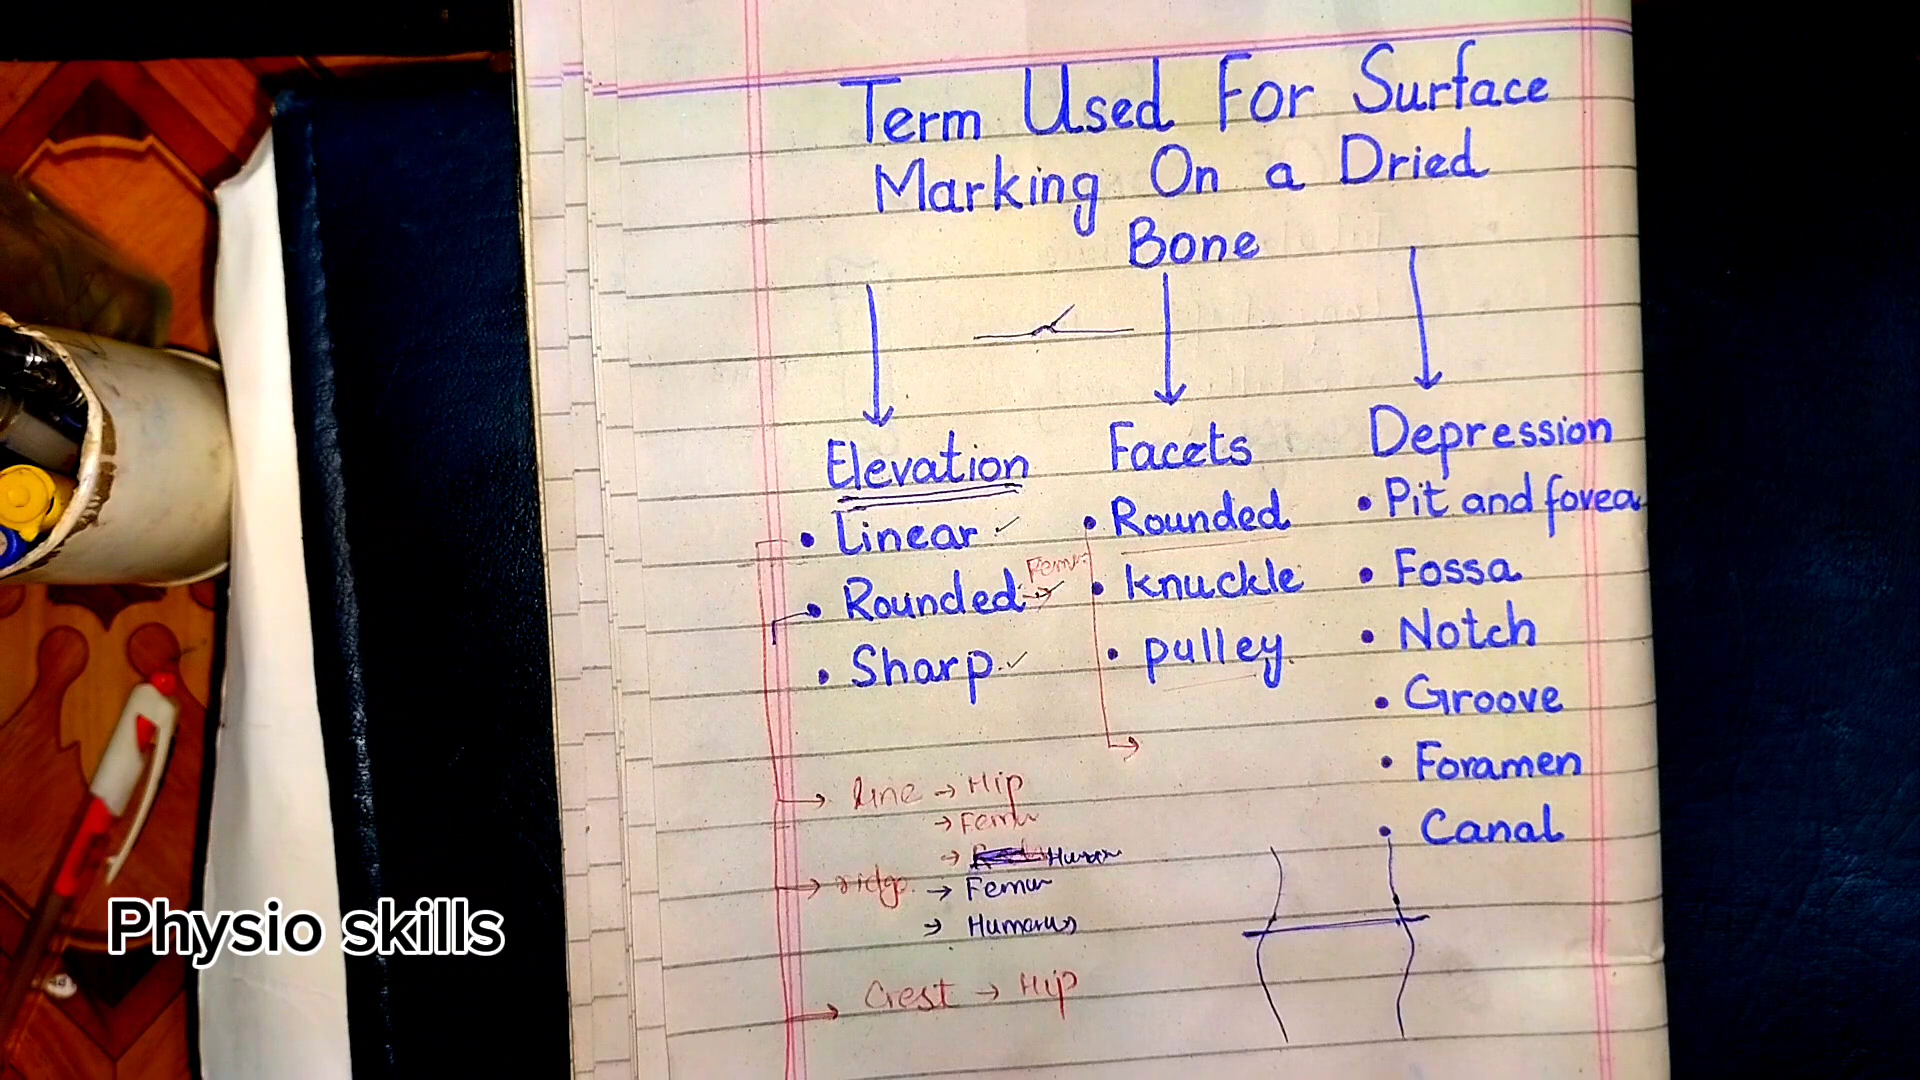 Term Used For Surface
Marking On a Dried
Bone
Elevation
• Linear
• Rounded → Femur
• Sharp
Facets
• Rounded
• knuckle
• pulley
Depression
• Pit and fovea
• Fossa
• Notch
• Groove
• Foramen
• Canal
→ line → Hip
→ Femur
→ ridge → Femur
→ Humerus
→ Crest → Hip
Physio skills